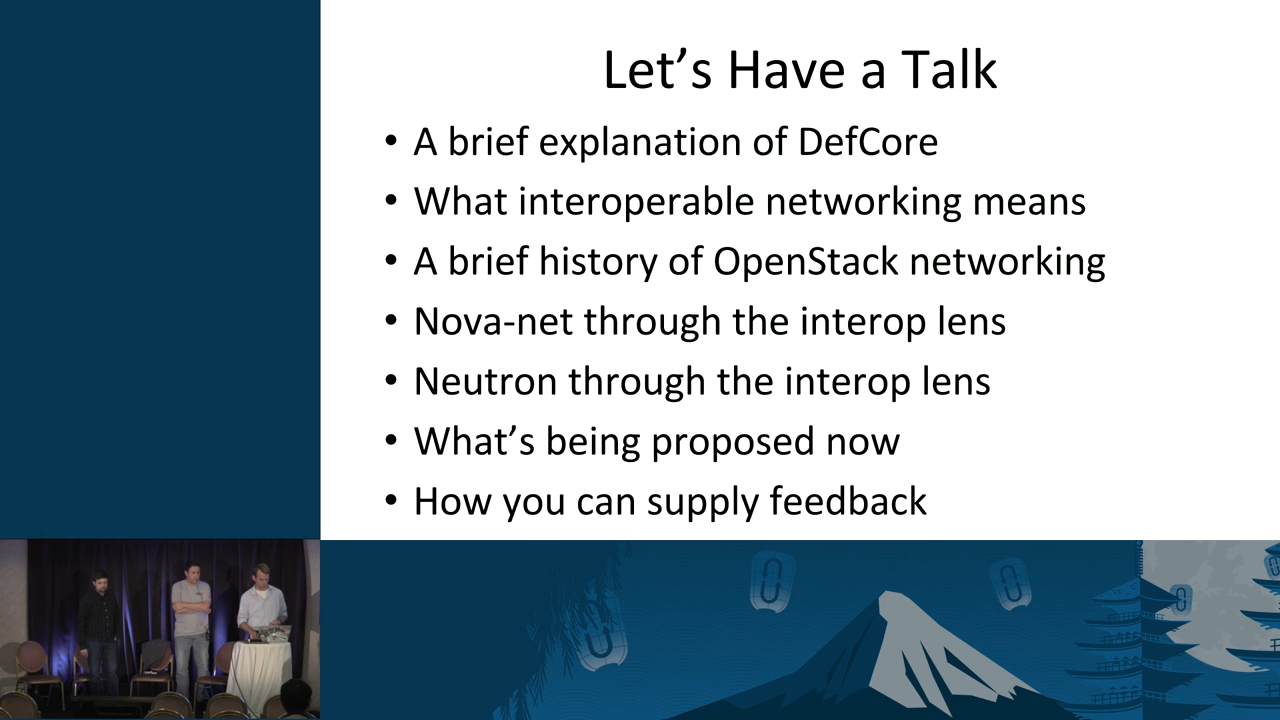 Let’s Have a Talk
• A brief explanation of DefCore
• What interoperable networking means
• A brief history of OpenStack networking
• Nova-net through the interop lens
• Neutron through the interop lens
• What’s being proposed now
• How you can supply feedback